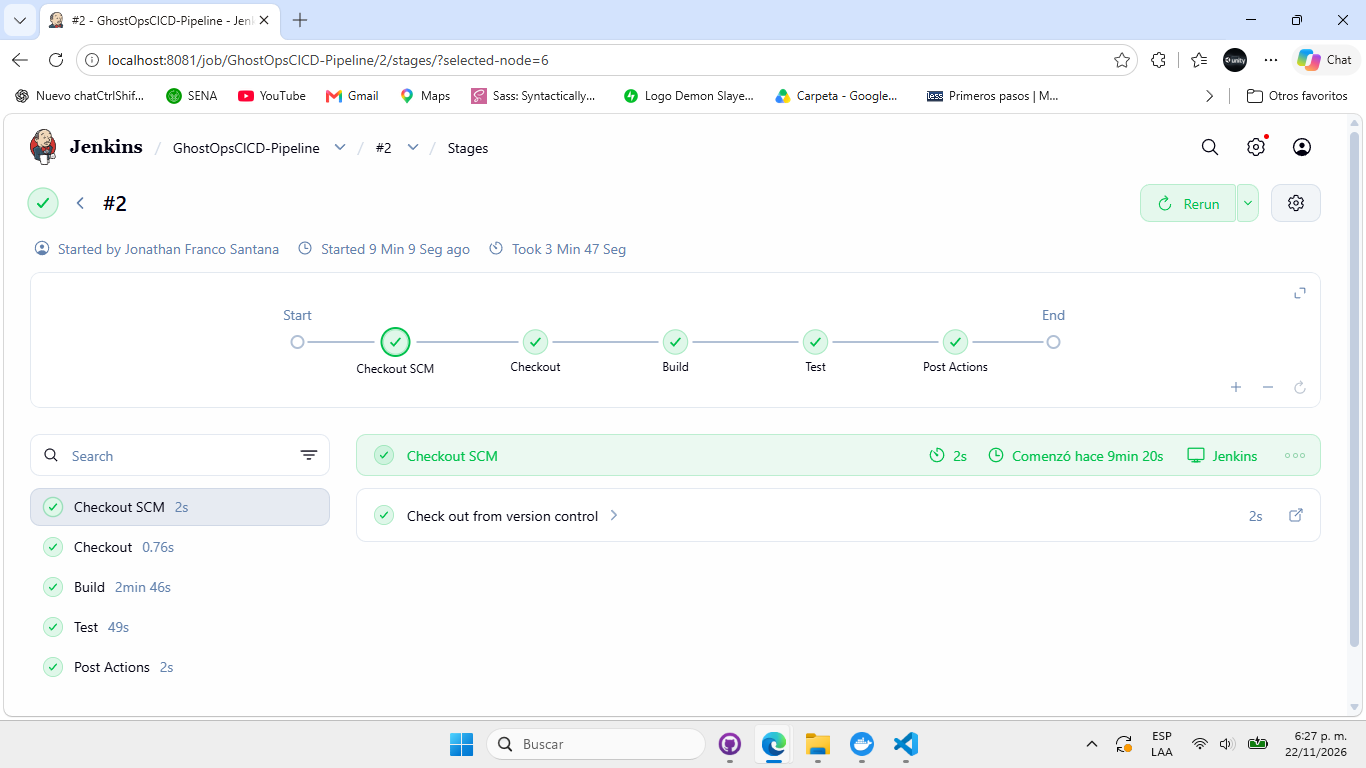 #2 - GhostOpsCICD-Pipeline - Jenk
localhost:8081/job/GhostOpsCICD-Pipeline/2/stages/?selected-node=6
unity
Chat
Nuevo chatCtrlShif...
SENA
YouTube
Gmail
Maps
Sass: Syntactically...
Logo Demon Slaye...
Carpeta - Google...
less
Primeros pasos | M...
Otros favoritos
Jenkins / GhostOpsCICD-Pipeline / #2 / Stages
#2
Rerun
Started by Jonathan Franco Santana
Started 9 Min 9 Seg ago
Took 3 Min 47 Seg
Start
End
Checkout SCM
Checkout
Build
Test
Post Actions
Search
Checkout SCM
2s
Comenzó hace 9min 20s
Jenkins
Checkout SCM 2s
Check out from version control
2s
Checkout 0.76s
Build 2min 46s
Test 49s
Post Actions 2s
Buscar
ESP
LAA
6:27 p. m.
22/11/2026